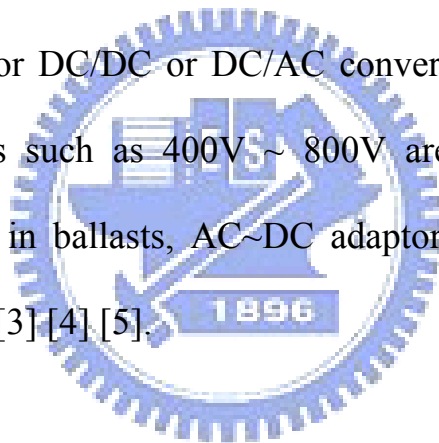 or DC/DC or DC/AC conver
s such as 400V ~ 800V are
in ballasts, AC~DC adaptor
[3] [4] [5].
ES
1896